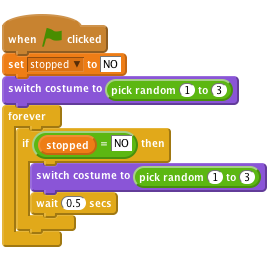 when clicked
set stopped to NO
switch costume to pick random 1 to 3
forever
if stopped = NO then
switch costume to pick random 1 to 3
wait 0.5 secs